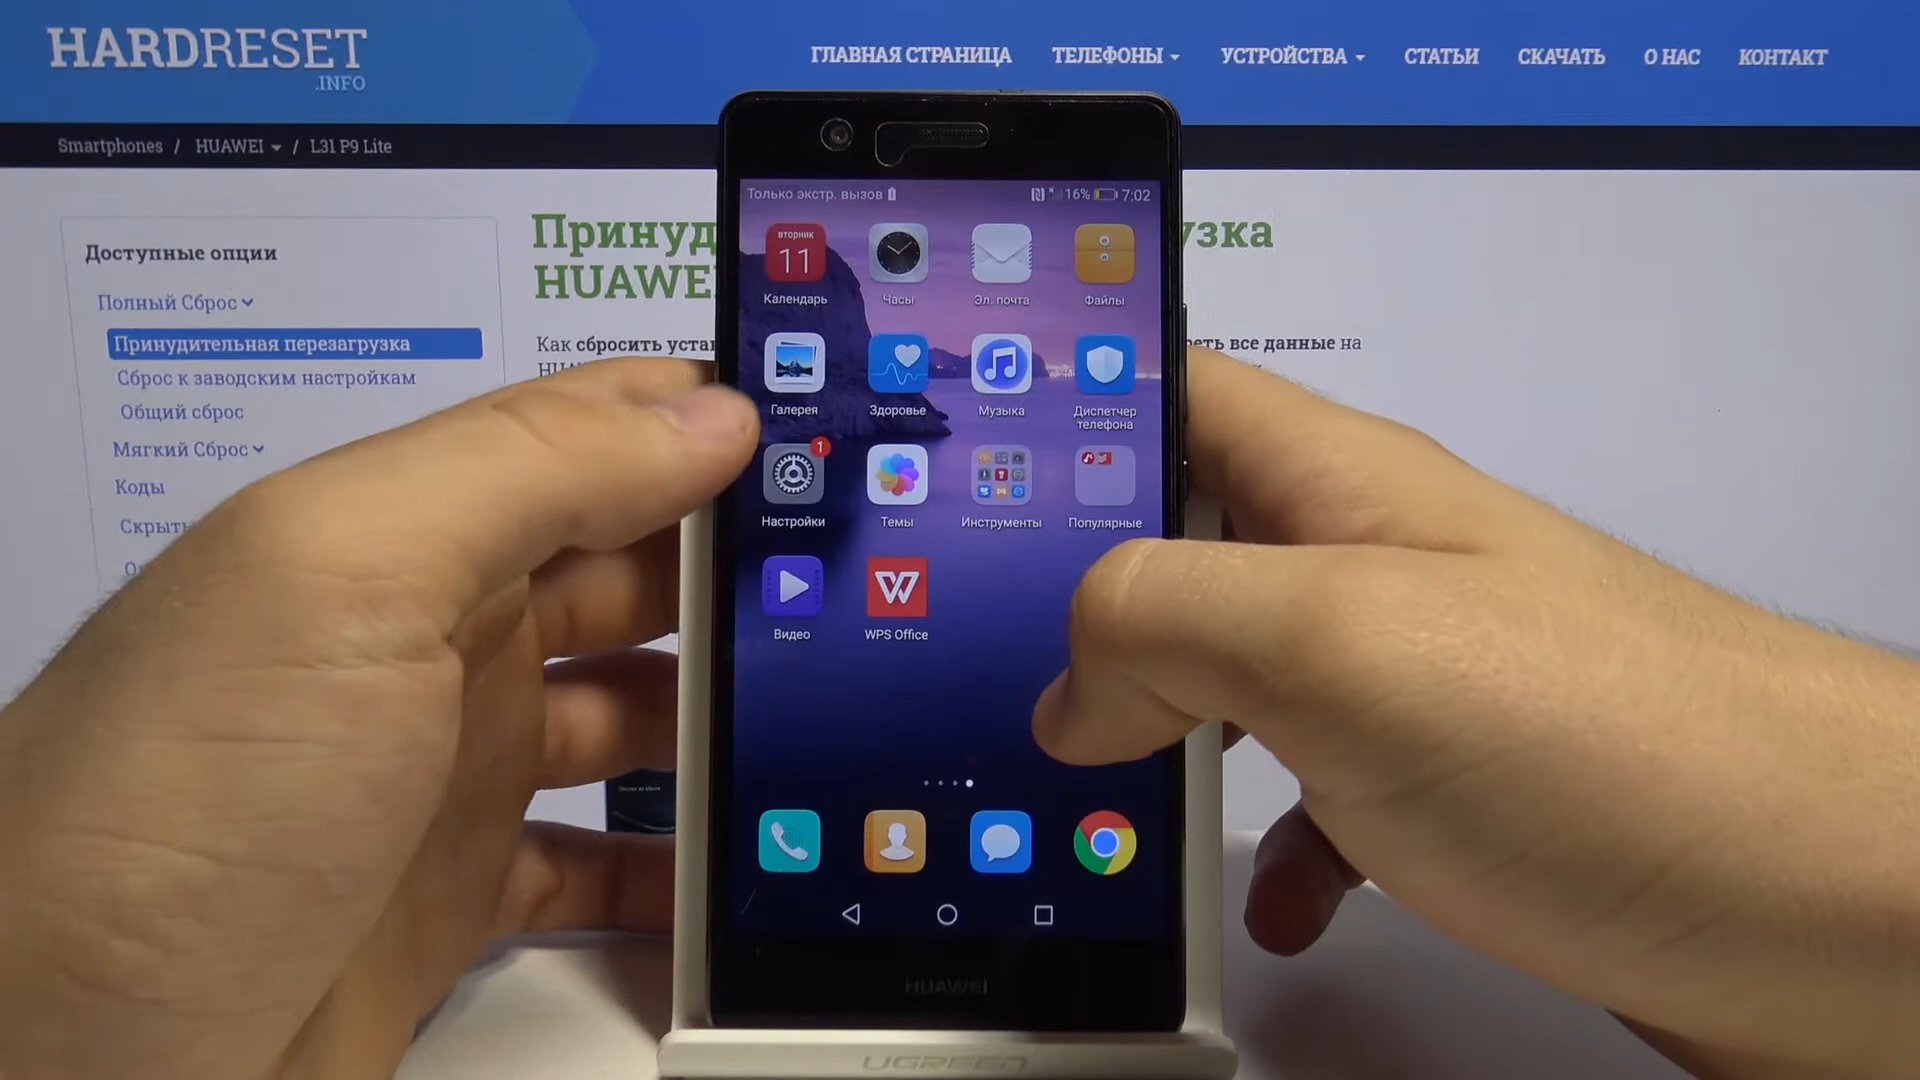 HARDRESET
.INFO
ГЛАВНАЯ СТРАНИЦА ТЕЛЕФОНЫ УСТРОЙСТВА СТАТЬИ СКАЧАТЬ О НАС КОНТАКТ
Smartphones / HUAWEI / L31 P9 Lite
Доступные опции
Полный Сброс
Принудительная перезагрузка
Сброс к заводским настройкам
Общий сброс
Мягкий Сброс
Коды
Скрыть
Принуд
узка
HUAWEI
Как сбросить устан
реть все данные на
Только экстр. вызов 16% 7:02
вторник
11
Календарь Часы Эл. почта Файлы
Галерея Здоровье Музыка Диспетчер
телефона
1
Настройки Темы Инструменты Популярные
Видео WPS Office
HUAWEI
UGREEN